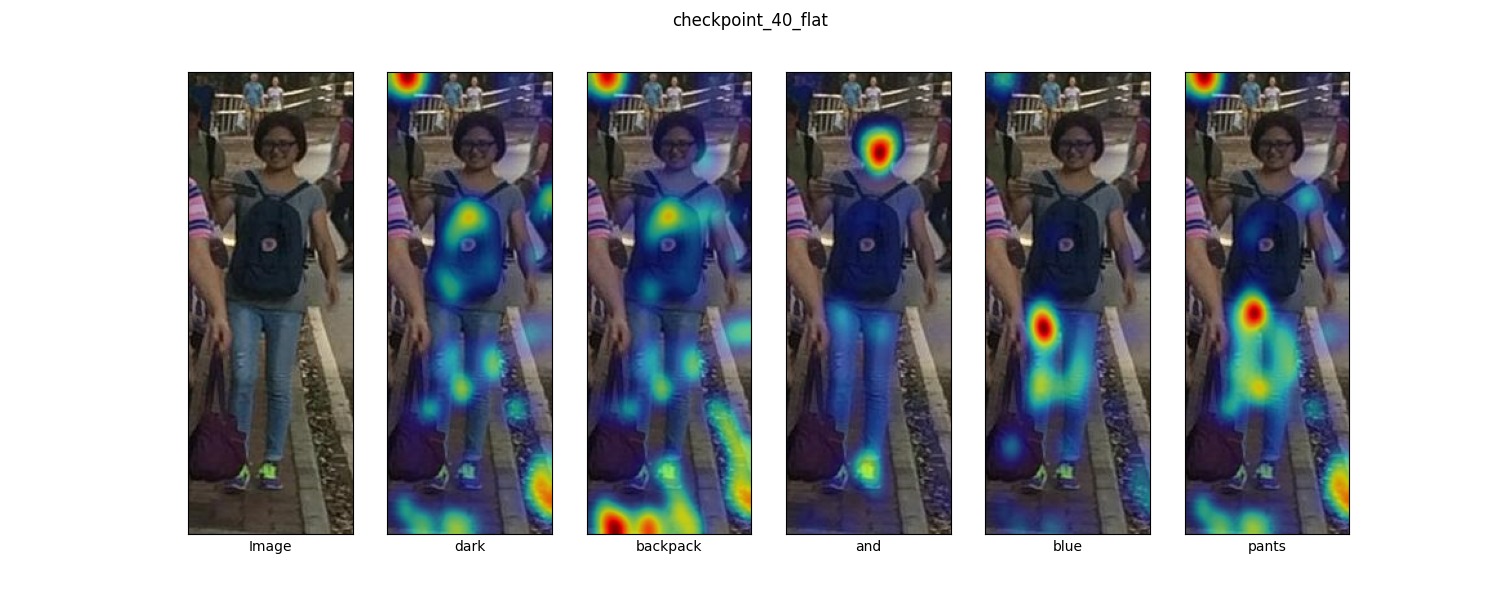 checkpoint_40_flat
Image
dark
backpack
and
blue
pants